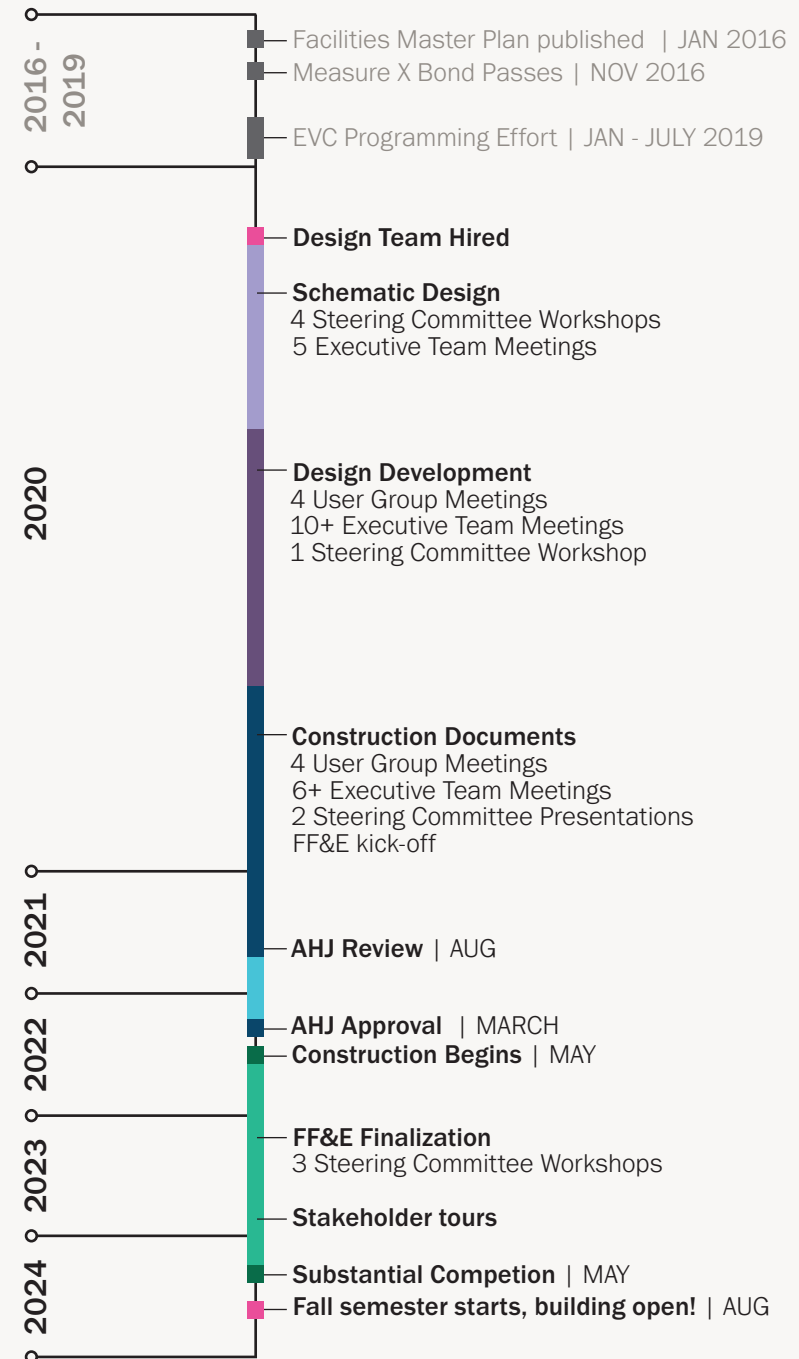 2016 -
2019
Facilities Master Plan published | JAN 2016
Measure X Bond Passes | NOV 2016
EVC Programming Effort | JAN - JULY 2019
2020
Design Team Hired
Schematic Design
4 Steering Committee Workshops
5 Executive Team Meetings
Design Development
4 User Group Meetings
10+ Executive Team Meetings
1 Steering Committee Workshop
Construction Documents
4 User Group Meetings
6+ Executive Team Meetings
2 Steering Committee Presentations
FF&E kick-off
2021
AHJ Review | AUG
2022
AHJ Approval | MARCH
Construction Begins | MAY
2023
FF&E Finalization
3 Steering Committee Workshops
Stakeholder tours
2024
Substantial Competion | MAY
Fall semester starts, building open! | AUG